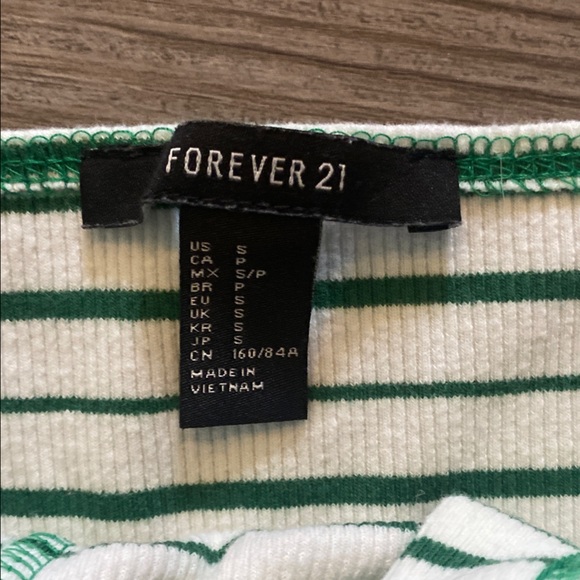 FOREVER 21
US S
CA P
MX S/P
BR P
EU S
UK S
KR S
JP S
CN 160/84A
MADE IN
VIETNAM